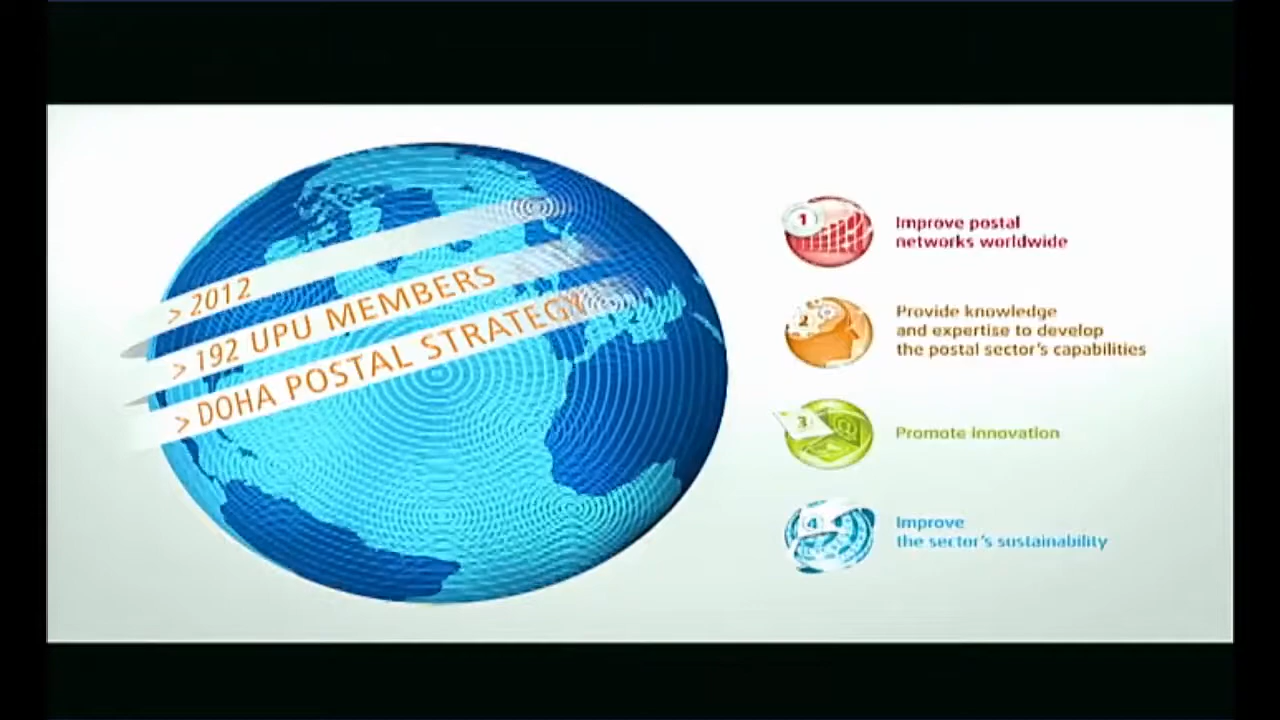 > 2012
> 192 UPU MEMBERS
> DOHA POSTAL STRATEGY
1
Improve postal
networks worldwide
2
Provide knowledge
and expertise to develop
the postal sector's capabilities
3
Promote innovation
4
Improve
the sector's sustainability